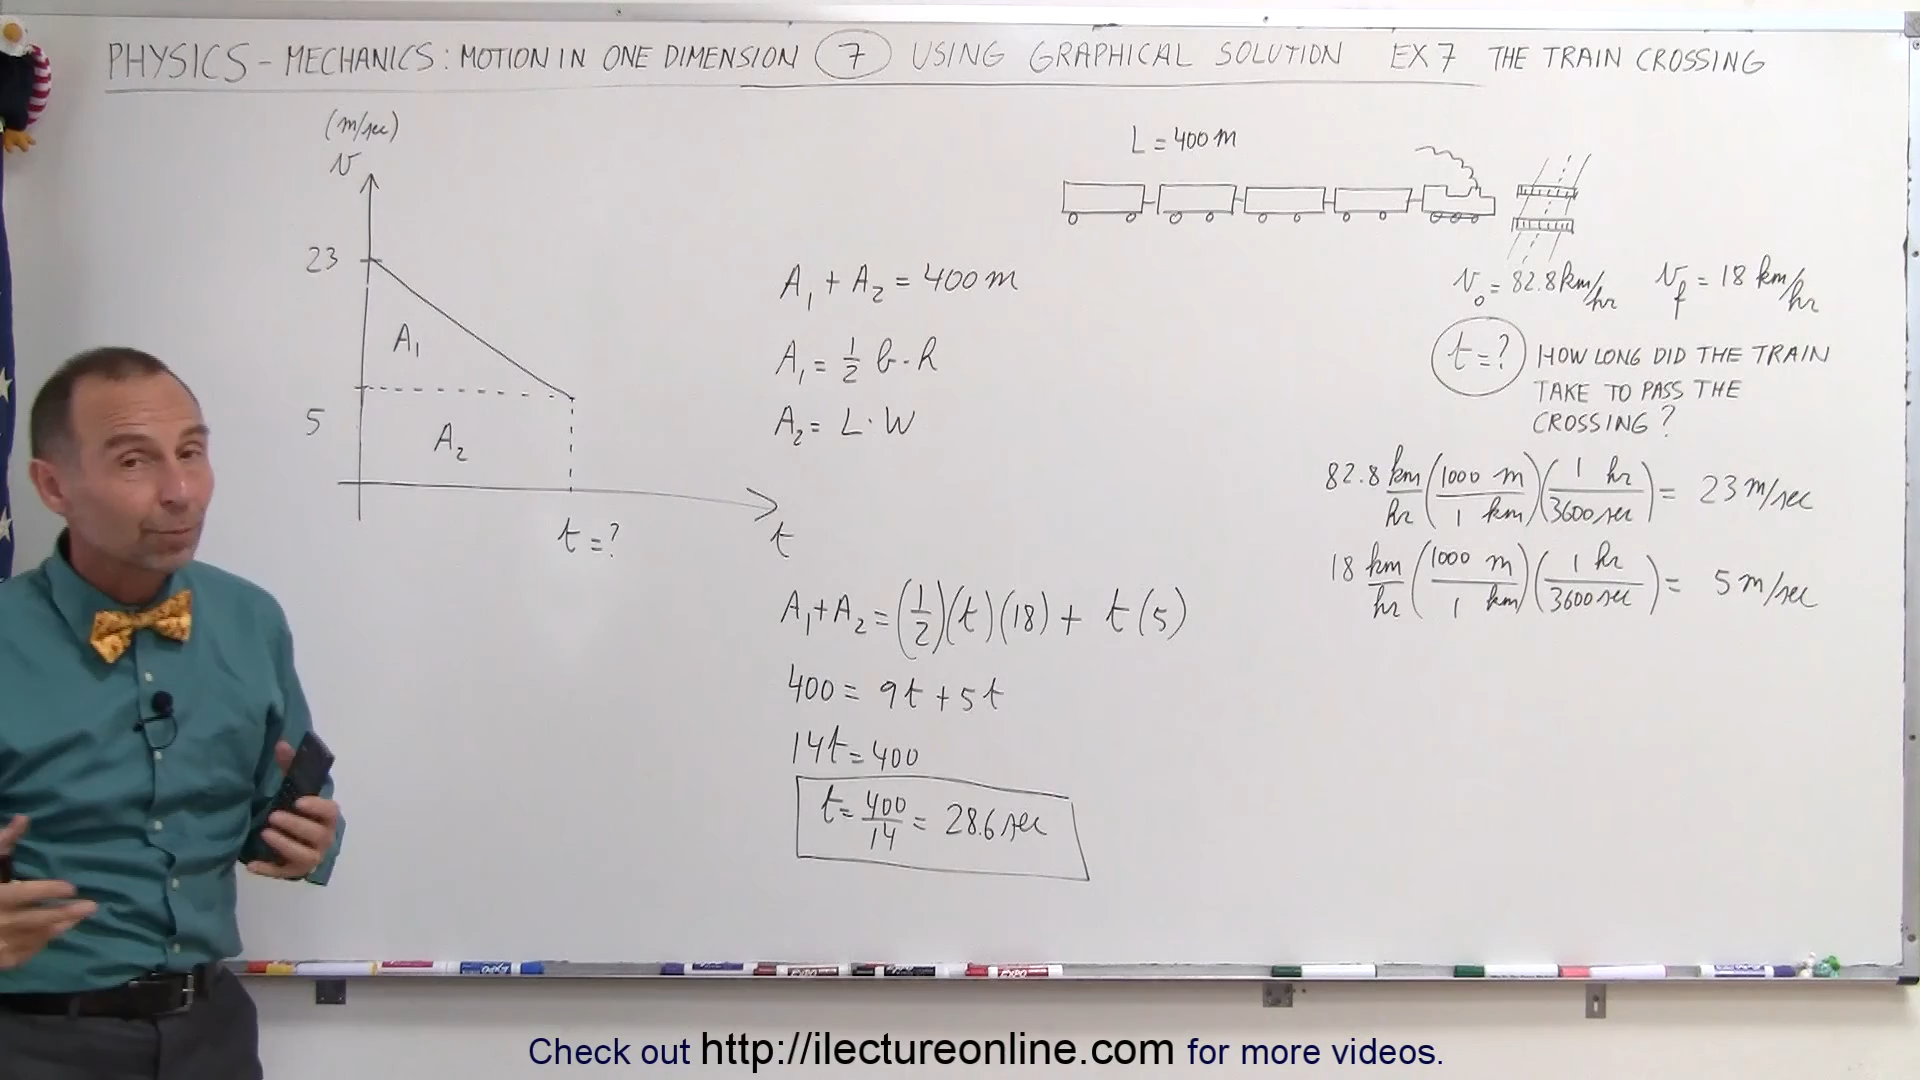 PHYSICS - MECHANICS: MOTION IN ONE DIMENSION 7 USING GRAPHICAL SOLUTION EX 7 THE TRAIN CROSSING
(m/sec)
v
23
A₁
5
A₂
t = ?
t
A₁ + A₂ = 400 m
A₁ = ½ b · h
A₂ = L · W
A₁ + A₂ = (1/2)(t)(18) + t(5)
400 = 9t + 5t
14t = 400
t = 400/14 = 28.6 sec
L = 400 m
v₀ = 82.8 km/hr v_f = 18 km/hr
t = ? HOW LONG DID THE TRAIN
TAKE TO PASS THE
CROSSING ?
82.8 km/hr (1000 m/1 km)(1 hr/3600 sec) = 23 m/sec
18 km/hr (1000 m/1 km)(1 hr/3600 sec) = 5 m/sec
Check out http://ilectureonline.com for more videos.